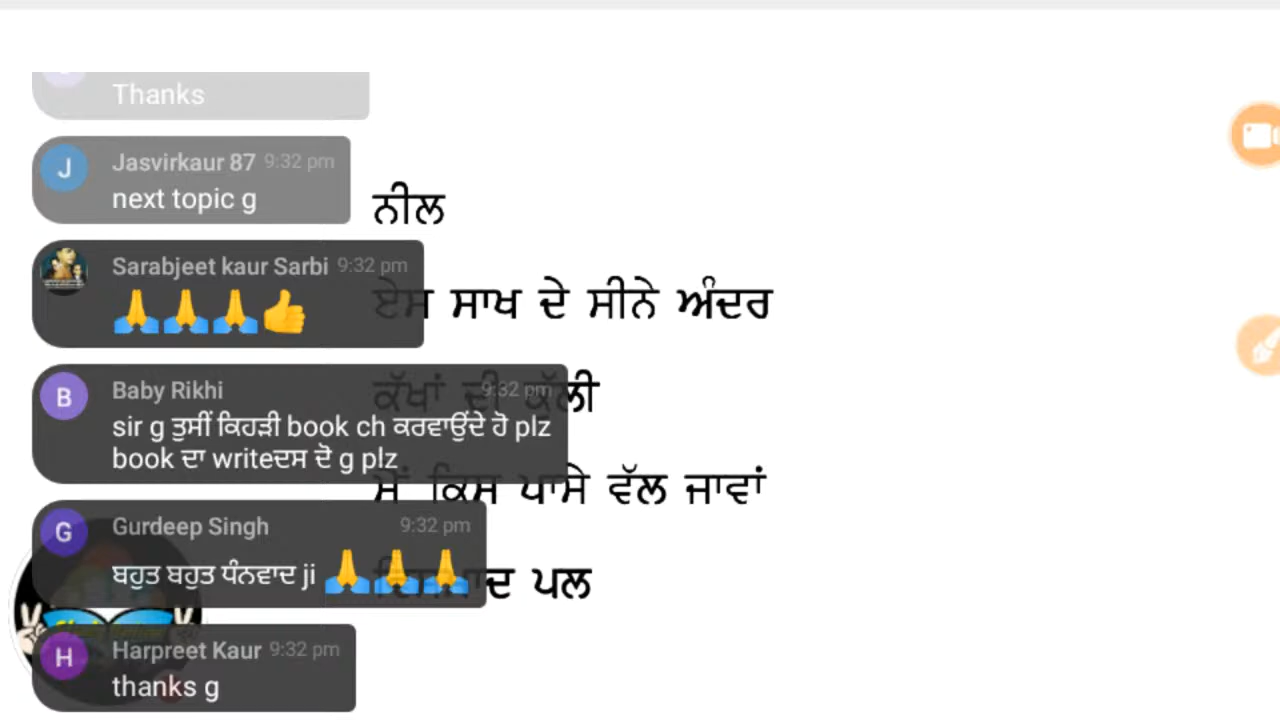 Thanks
Jasvirkaur 87 9:32 pm
next topic g
ਨੀਲ
Sarabjeet kaur Sarbi 9:32 pm
🙏🙏🙏👍
ਏਸ ਸਾਖ ਦੇ ਸੀਨੇ ਅੰਦਰ
Baby Rikhi 9:32 pm
ਕੱਖਾਂ ਦੀ ਕੁੱਲੀ
sir g ਤੁਸੀਂ ਕਿਹੜੀ book ch ਕਰਵਾਉਂਦੇ ਹੋ plz
book ਦਾ writeਦਸ ਦੋ g plz
ਮੈਂ ਕਿਸ ਪਾਸੇ ਵੱਲ ਜਾਵਾਂ
Gurdeep Singh 9:32 pm
ਬਹੁਤ ਬਹੁਤ ਧੰਨਵਾਦ ji 🙏🙏🙏
ਪਲ
Harpreet Kaur 9:32 pm
thanks g